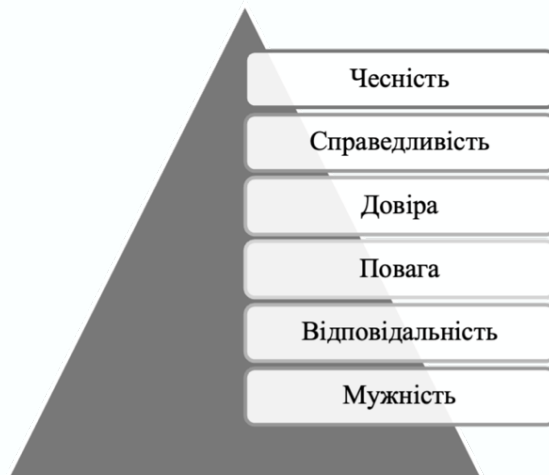 Чесність
Справедливість
Довіра
Повага
Відповідальність
Мужність